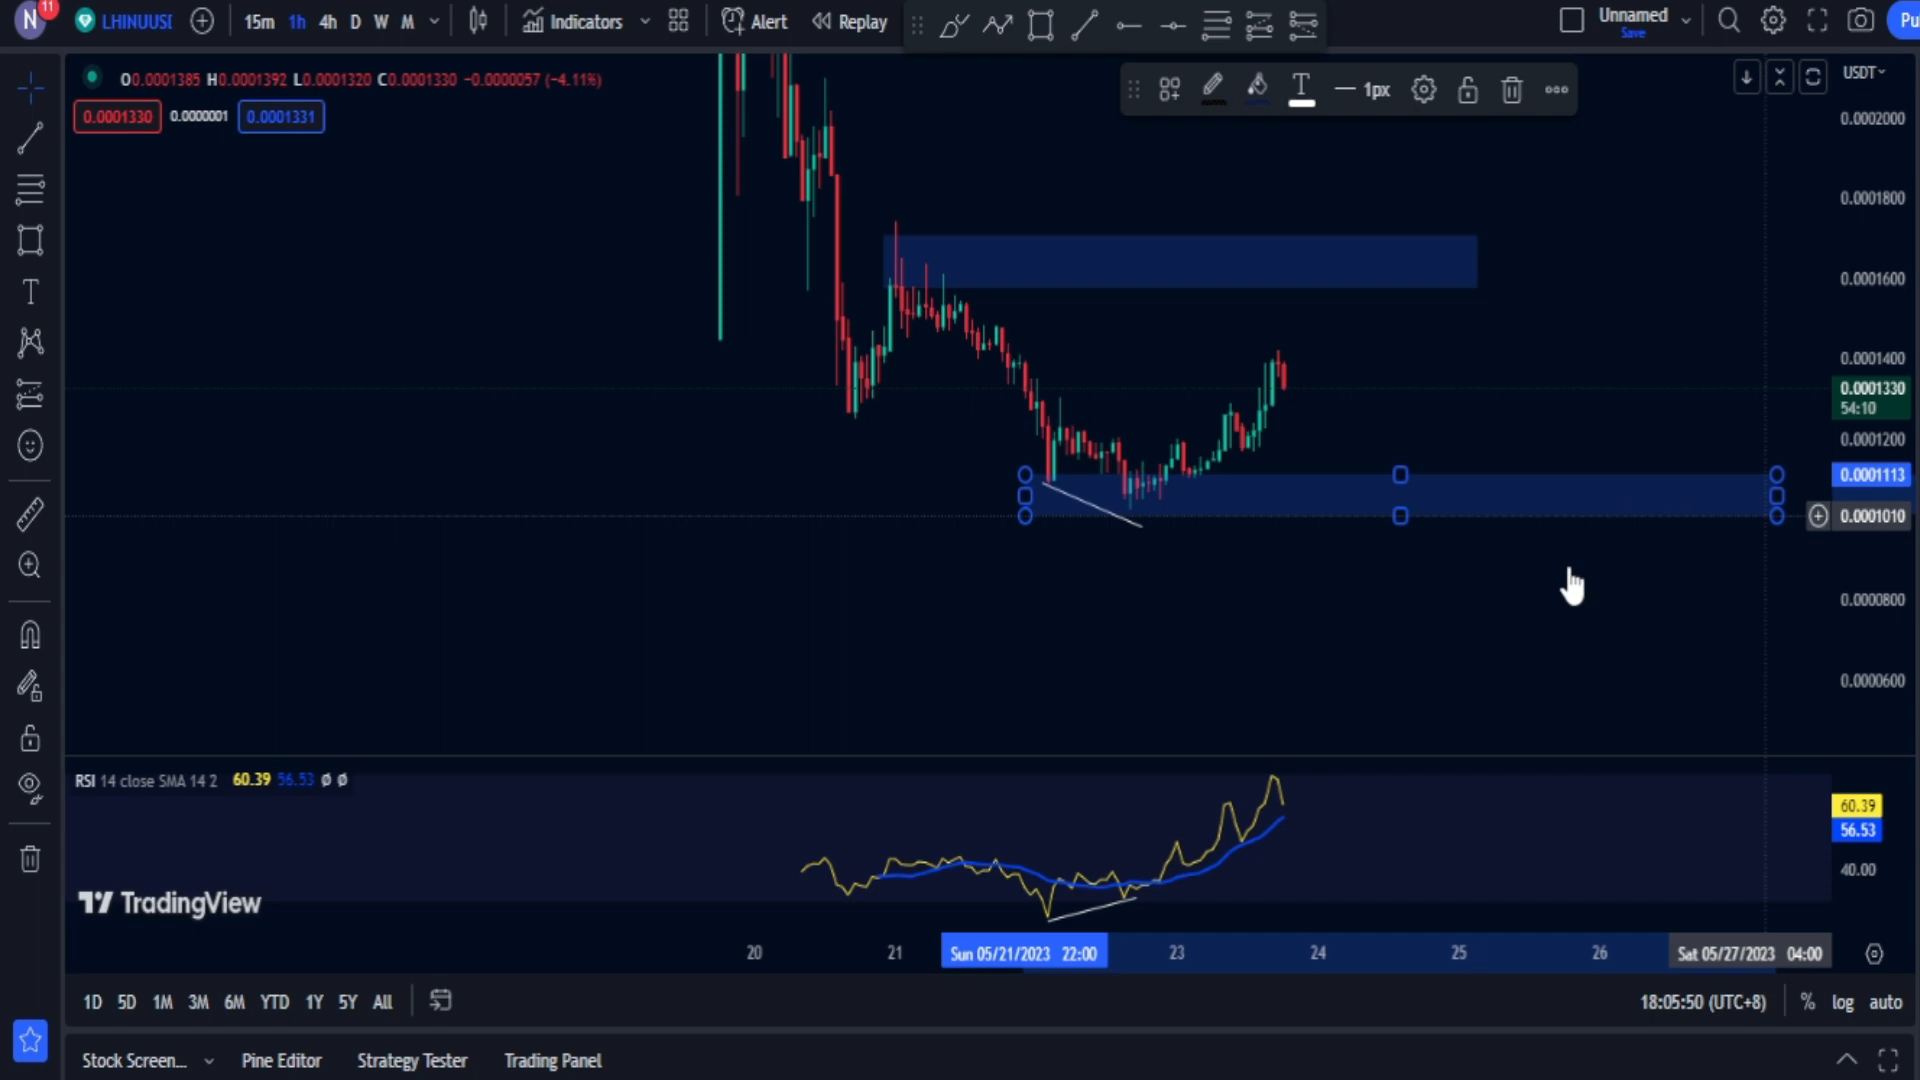 N 11 LHINUUSI 15m 1h 4h D W M Indicators Alert Replay Unnamed Save Pu
O0.0001385 H0.0001392 L0.0001320 C0.0001330 −0.0000057 (−4.11%)
0.0001330 0.0000001 0.0001331
T 1px
USDT
0.0002000
0.0001800
0.0001600
0.0001400
0.0001330
54:10
0.0001200
0.0001113
0.0001010
0.0000800
0.0000600
RSI 14 close SMA 14 2 60.39 56.53 Ø Ø
60.39
56.53
40.00
TradingView
20 21 Sun 05/21/2023 22:00 23 24 25 26 Sat 05/27/2023 04:00
1D 5D 1M 3M 6M YTD 1Y 5Y All 18:05:50 (UTC+8) % log auto
Stock Screen... Pine Editor Strategy Tester Trading Panel